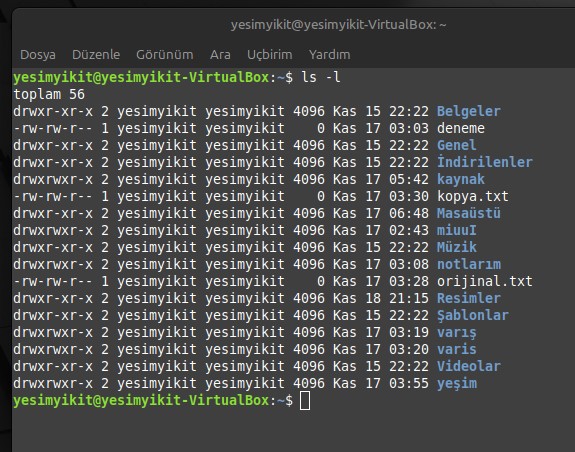 yesimyikit@yesimyikit-VirtualBox: ~
Dosya Düzenle Görünüm Ara Uçbirim Yardım
yesimyikit@yesimyikit-VirtualBox:~$ ls -l
toplam 56
drwxr-xr-x 2 yesimyikit yesimyikit 4096 Kas 15 22:22 Belgeler
-rw-rw-r-- 1 yesimyikit yesimyikit    0 Kas 17 03:03 deneme
drwxr-xr-x 2 yesimyikit yesimyikit 4096 Kas 15 22:22 Genel
drwxr-xr-x 2 yesimyikit yesimyikit 4096 Kas 15 22:22 İndirilenler
drwxrwxr-x 2 yesimyikit yesimyikit 4096 Kas 17 05:42 kaynak
-rw-rw-r-- 1 yesimyikit yesimyikit    0 Kas 17 03:30 kopya.txt
drwxr-xr-x 2 yesimyikit yesimyikit 4096 Kas 17 06:48 Masaüstü
drwxrwxr-x 2 yesimyikit yesimyikit 4096 Kas 17 02:43 miuuI
drwxr-xr-x 2 yesimyikit yesimyikit 4096 Kas 15 22:22 Müzik
drwxrwxr-x 2 yesimyikit yesimyikit 4096 Kas 17 03:08 notlarım
-rw-rw-r-- 1 yesimyikit yesimyikit    0 Kas 17 03:28 orijinal.txt
drwxr-xr-x 2 yesimyikit yesimyikit 4096 Kas 18 21:15 Resimler
drwxr-xr-x 2 yesimyikit yesimyikit 4096 Kas 15 22:22 Şablonlar
drwxrwxr-x 2 yesimyikit yesimyikit 4096 Kas 17 03:19 varış
drwxrwxr-x 2 yesimyikit yesimyikit 4096 Kas 17 03:20 varis
drwxr-xr-x 2 yesimyikit yesimyikit 4096 Kas 15 22:22 Videolar
drwxrwxr-x 2 yesimyikit yesimyikit 4096 Kas 17 03:55 yeşim
yesimyikit@yesimyikit-VirtualBox:~$